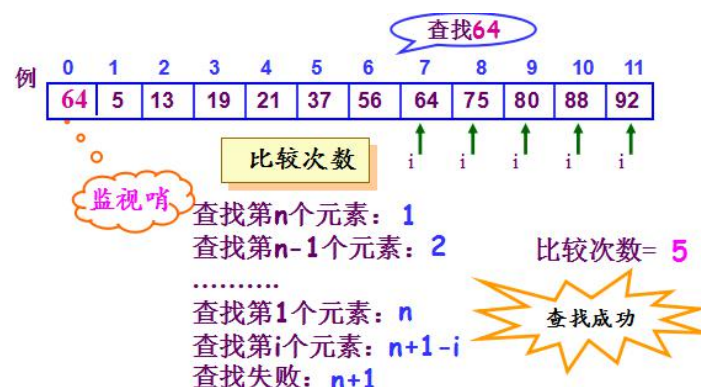 查找64
例
0 1 2 3 4 5 6 7 8 9 10 11
64 5 13 19 21 37 56 64 75 80 88 92
i i i i i
比较次数
监视哨
查找第n个元素：1
查找第n-1个元素：2
比较次数= 5
..........
查找第1个元素：n
查找成功
查找第i个元素：n+1-i
查找失败：n+1